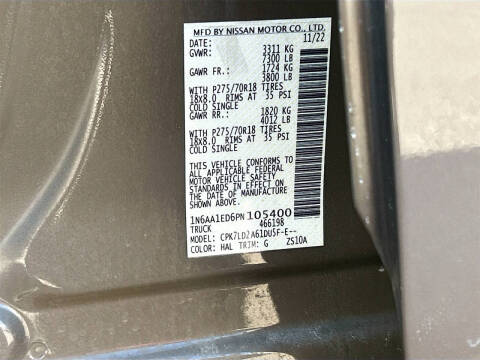 MFD BY NISSAN MOTOR CO., LTD.
DATE: 11/22
GVWR: 3311 KG
7300 LB
GAWR FR.: 1724 KG
3800 LB
WITH P275/70R18 TIRES
18x8.0 RIMS AT 35 PSI
COLD SINGLE
GAWR RR.: 1820 KG
4012 LB
WITH P275/70R18 TIRES
18x8.0 RIMS AT 35 PSI
COLD SINGLE
THIS VEHICLE CONFORMS TO
ALL APPLICABLE FEDERAL
MOTOR VEHICLE SAFETY
STANDARDS IN EFFECT ON
THE DATE OF MANUFACTURE
SHOWN ABOVE.
1N6AA1ED6PN 105400
TRUCK 466198
MODEL: CPK7LD2A61DU5F-E--
COLOR: HAL TRIM: G ZS10A